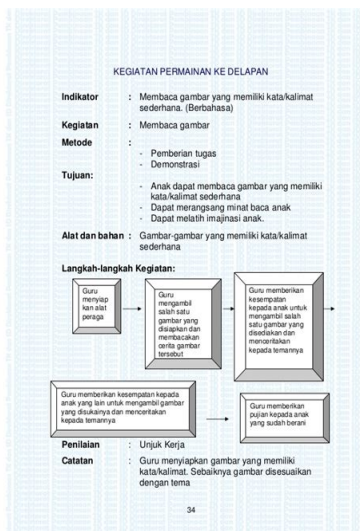 KEGIATAN PERMAINAN KE DELAPAN
Indikator : Membaca gambar yang memiliki kata/kalimat
sederhana. (Berbahasa)
Kegiatan : Membaca gambar
Metode :
- Pemberian tugas
- Demonstrasi
Tujuan:
- Anak dapat membaca gambar yang memiliki
kata/kalimat sederhana
- Dapat merangsang minat baca anak
- Dapat melatih imajinasi anak.
Alat dan bahan : Gambar-gambar yang memiliki kata/kalimat
sederhana
Langkah-langkah Kegiatan:
Guru
menyiap
kan alat
peraga
Guru
mengambil
salah satu
gambar yang
disiapkan dan
membacakan
cerita gambar
tersebut
Guru memberikan
kesempatan
kepada anak untuk
mengambil salah
satu gambar yang
disediakan dan
menceritakan
kepada temannya
Guru memberikan kesempatan kepada
anak yang lain untuk mengambil gambar
yang disukainya dan menceritakan
kepada temannya
Guru memberikan
pujian kepada anak
yang sudah berani
Penilaian : Unjuk Kerja
Catatan : Guru menyiapkan gambar yang memiliki
kata/kalimat. Sebaiknya gambar disesuaikan
dengan tema
34